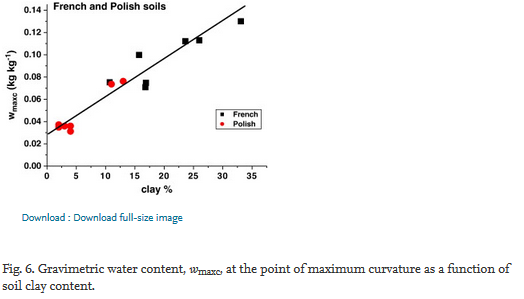 French and Polish soils
0.14
0.12
0.10
0.08
0.06
0.04
0.02
0.00
wmaxc (kg kg-1)
French
Polish
0 5 10 15 20 25 30 35
clay %
Download : Download full-size image
Fig. 6. Gravimetric water content, wmaxc, at the point of maximum curvature as a function of
soil clay content.